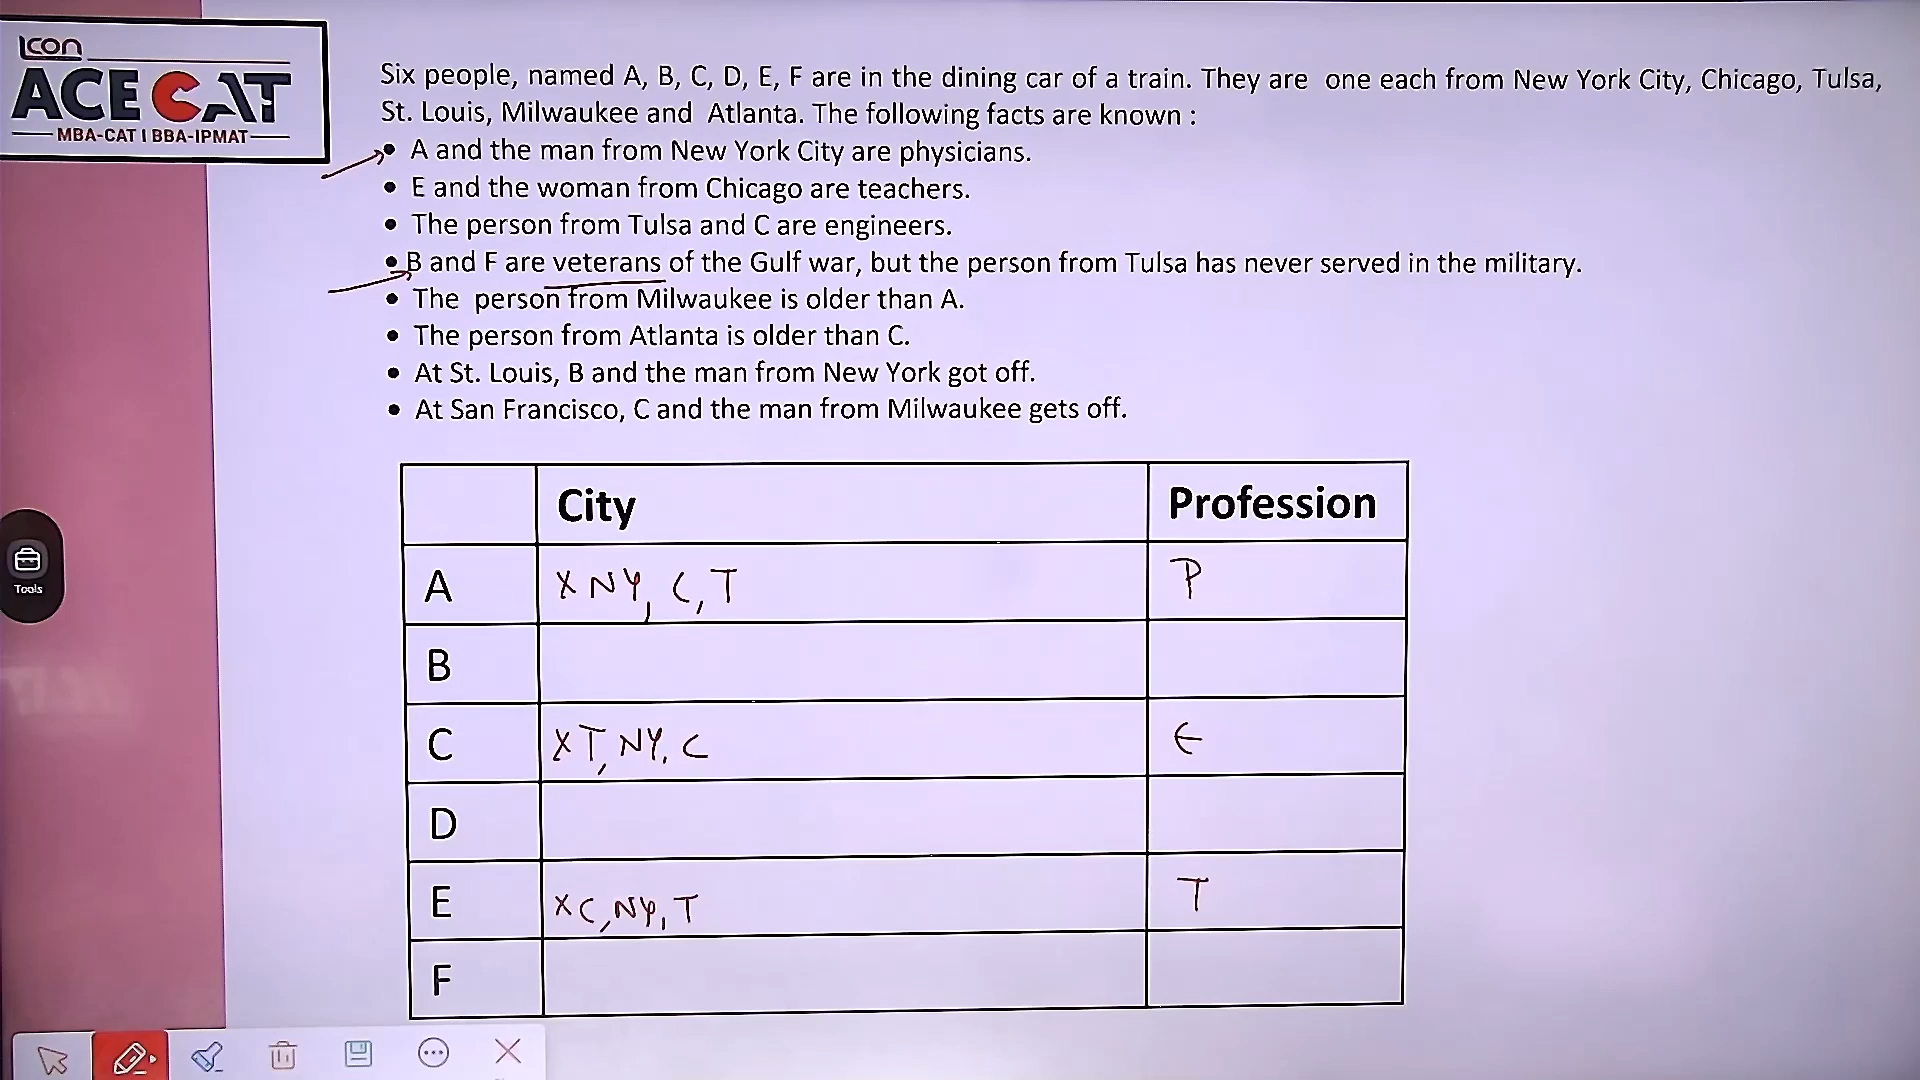 ICON
ACE CAT
MBA-CAT I BBA-IPMAT
Six people, named A, B, C, D, E, F are in the dining car of a train. They are one each from New York City, Chicago, Tulsa,
St. Louis, Milwaukee and Atlanta. The following facts are known :
• A and the man from New York City are physicians.
• E and the woman from Chicago are teachers.
• The person from Tulsa and C are engineers.
• B and F are veterans of the Gulf war, but the person from Tulsa has never served in the military.
• The person from Milwaukee is older than A.
• The person from Atlanta is older than C.
• At St. Louis, B and the man from New York got off.
• At San Francisco, C and the man from Milwaukee gets off.
City Profession
A X NY, C, T P
B
C X T, NY, C E
D
E X C, NY, T T
F
Tools